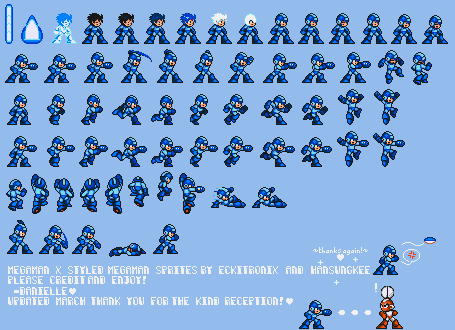 ~thanks again!~
MEGAMAN X STYLED MEGAMAN SPRITES BY ECKITRONIX AND HANSUNGKEE
PLEASE CREDIT AND ENJOY!
=DANIELLE♥
UPDATED MARCH THANK YOU FOR THE KIND RECEPTION!♥
!